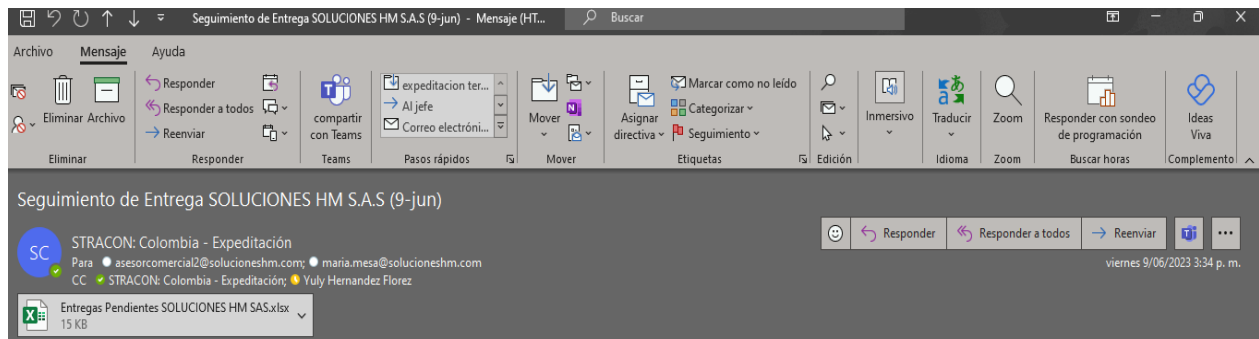 Seguimiento de Entrega SOLUCIONES HM S.A.S (9-jun) - Mensaje (HT...
Buscar
Archivo Mensaje Ayuda
Eliminar Archivo
Responder
Responder a todos
Reenviar
compartir con Teams
expeditacion ter...
Al jefe
Correo electróni...
Mover
Asignar directiva
Marcar como no leído
Categorizar
Seguimiento
Inmersivo
Traducir
Zoom
Responder con sondeo de programación
Ideas Viva
Eliminar Responder Teams Pasos rápidos Mover Etiquetas Edición Idioma Zoom Buscar horas Complemento
Seguimiento de Entrega SOLUCIONES HM S.A.S (9-jun)
SC
STRACON: Colombia - Expeditación
Para asesorcomercial2@solucioneshm.com; maria.mesa@solucioneshm.com
CC STRACON: Colombia - Expeditación; Yuly Hernandez Florez
Responder Responder a todos Reenviar
viernes 9/06/2023 3:34 p. m.
Entregas Pendientes SOLUCIONES HM SAS.xlsx
15 KB